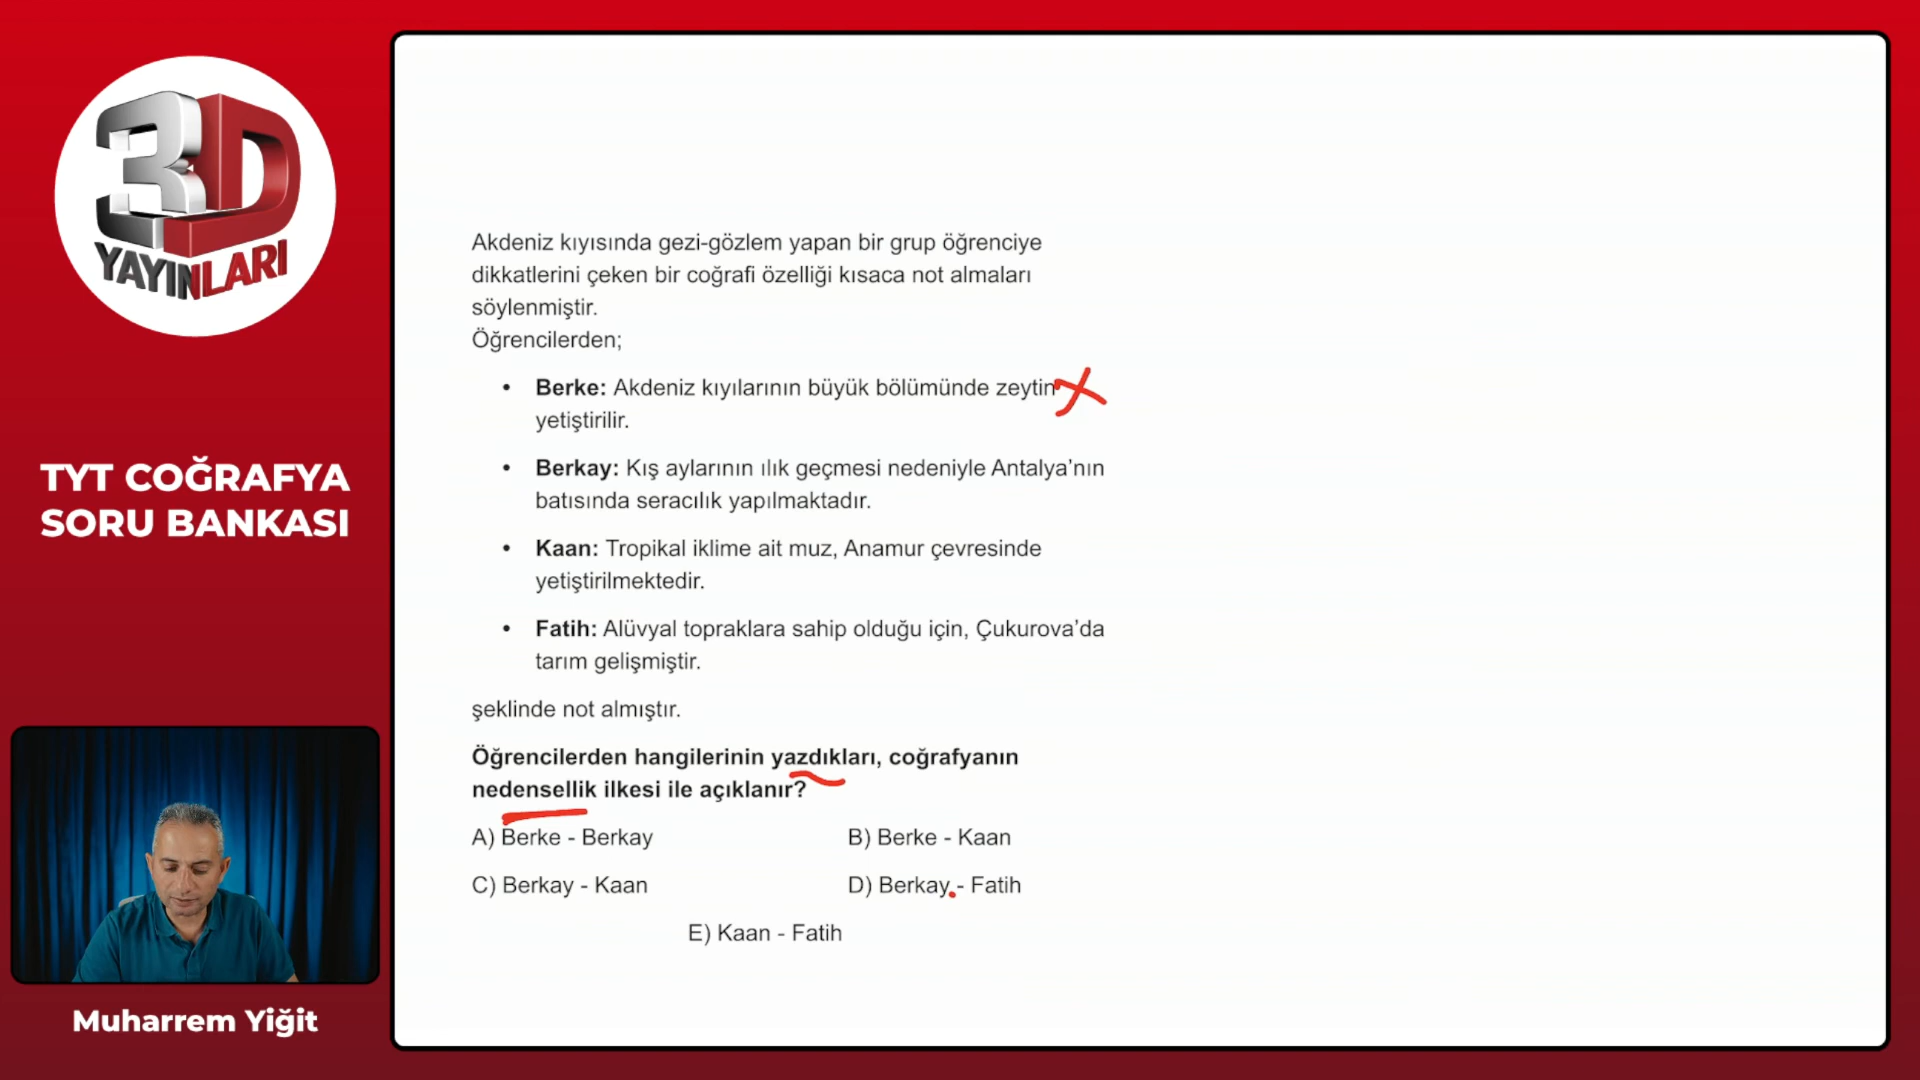 3D
YAYINLARI
TYT COĞRAFYA
SORU BANKASI
Muharrem Yiğit
Akdeniz kıyısında gezi-gözlem yapan bir grup öğrenciye
dikkatlerini çeken bir coğrafi özelliği kısaca not almaları
söylenmiştir.
Öğrencilerden;
• Berke: Akdeniz kıyılarının büyük bölümünde zeytin
yetiştirilir.
• Berkay: Kış aylarının ılık geçmesi nedeniyle Antalya’nın
batısında seracılık yapılmaktadır.
• Kaan: Tropikal iklime ait muz, Anamur çevresinde
yetiştirilmektedir.
• Fatih: Alüvyal topraklara sahip olduğu için, Çukurova’da
tarım gelişmiştir.
şeklinde not almıştır.
Öğrencilerden hangilerinin yazdıkları, coğrafyanın
nedensellik ilkesi ile açıklanır?
A) Berke - Berkay
B) Berke - Kaan
C) Berkay - Kaan
D) Berkay - Fatih
E) Kaan - Fatih